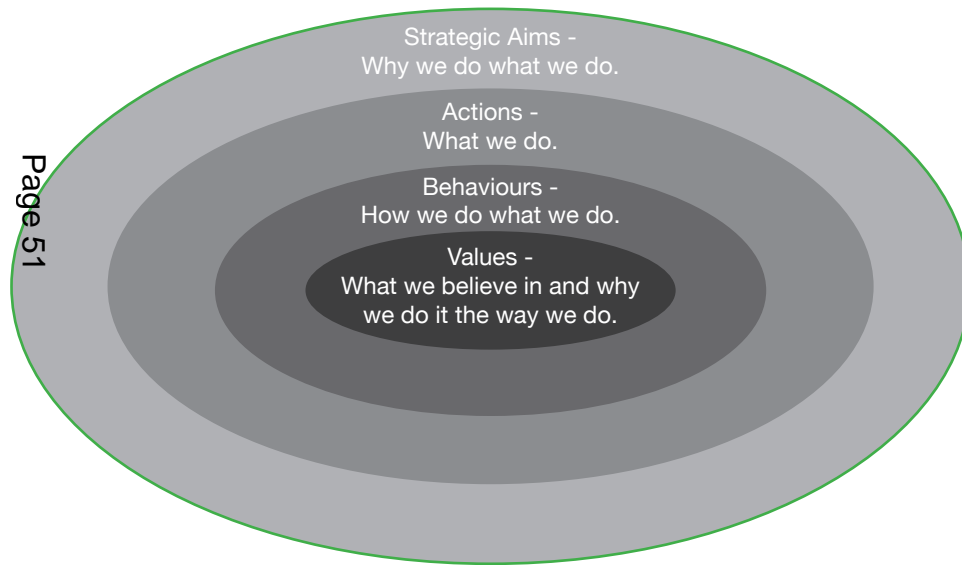 Strategic Aims -
Why we do what we do.
Actions -
What we do.
Behaviours -
How we do what we do.
Values -
What we believe in and why
we do it the way we do.
Page 51